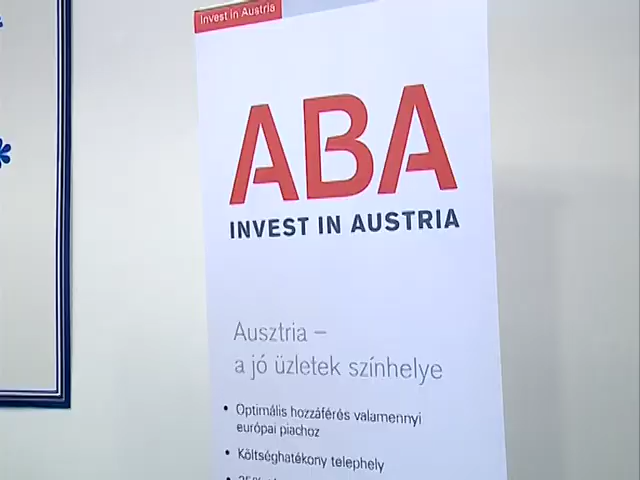 Invest in Austria
ABA
INVEST IN AUSTRIA
Ausztria –
a jó üzletek színhelye
• Optimális hozzáférés valamennyi
európai piachoz
• Költséghatékony telephely